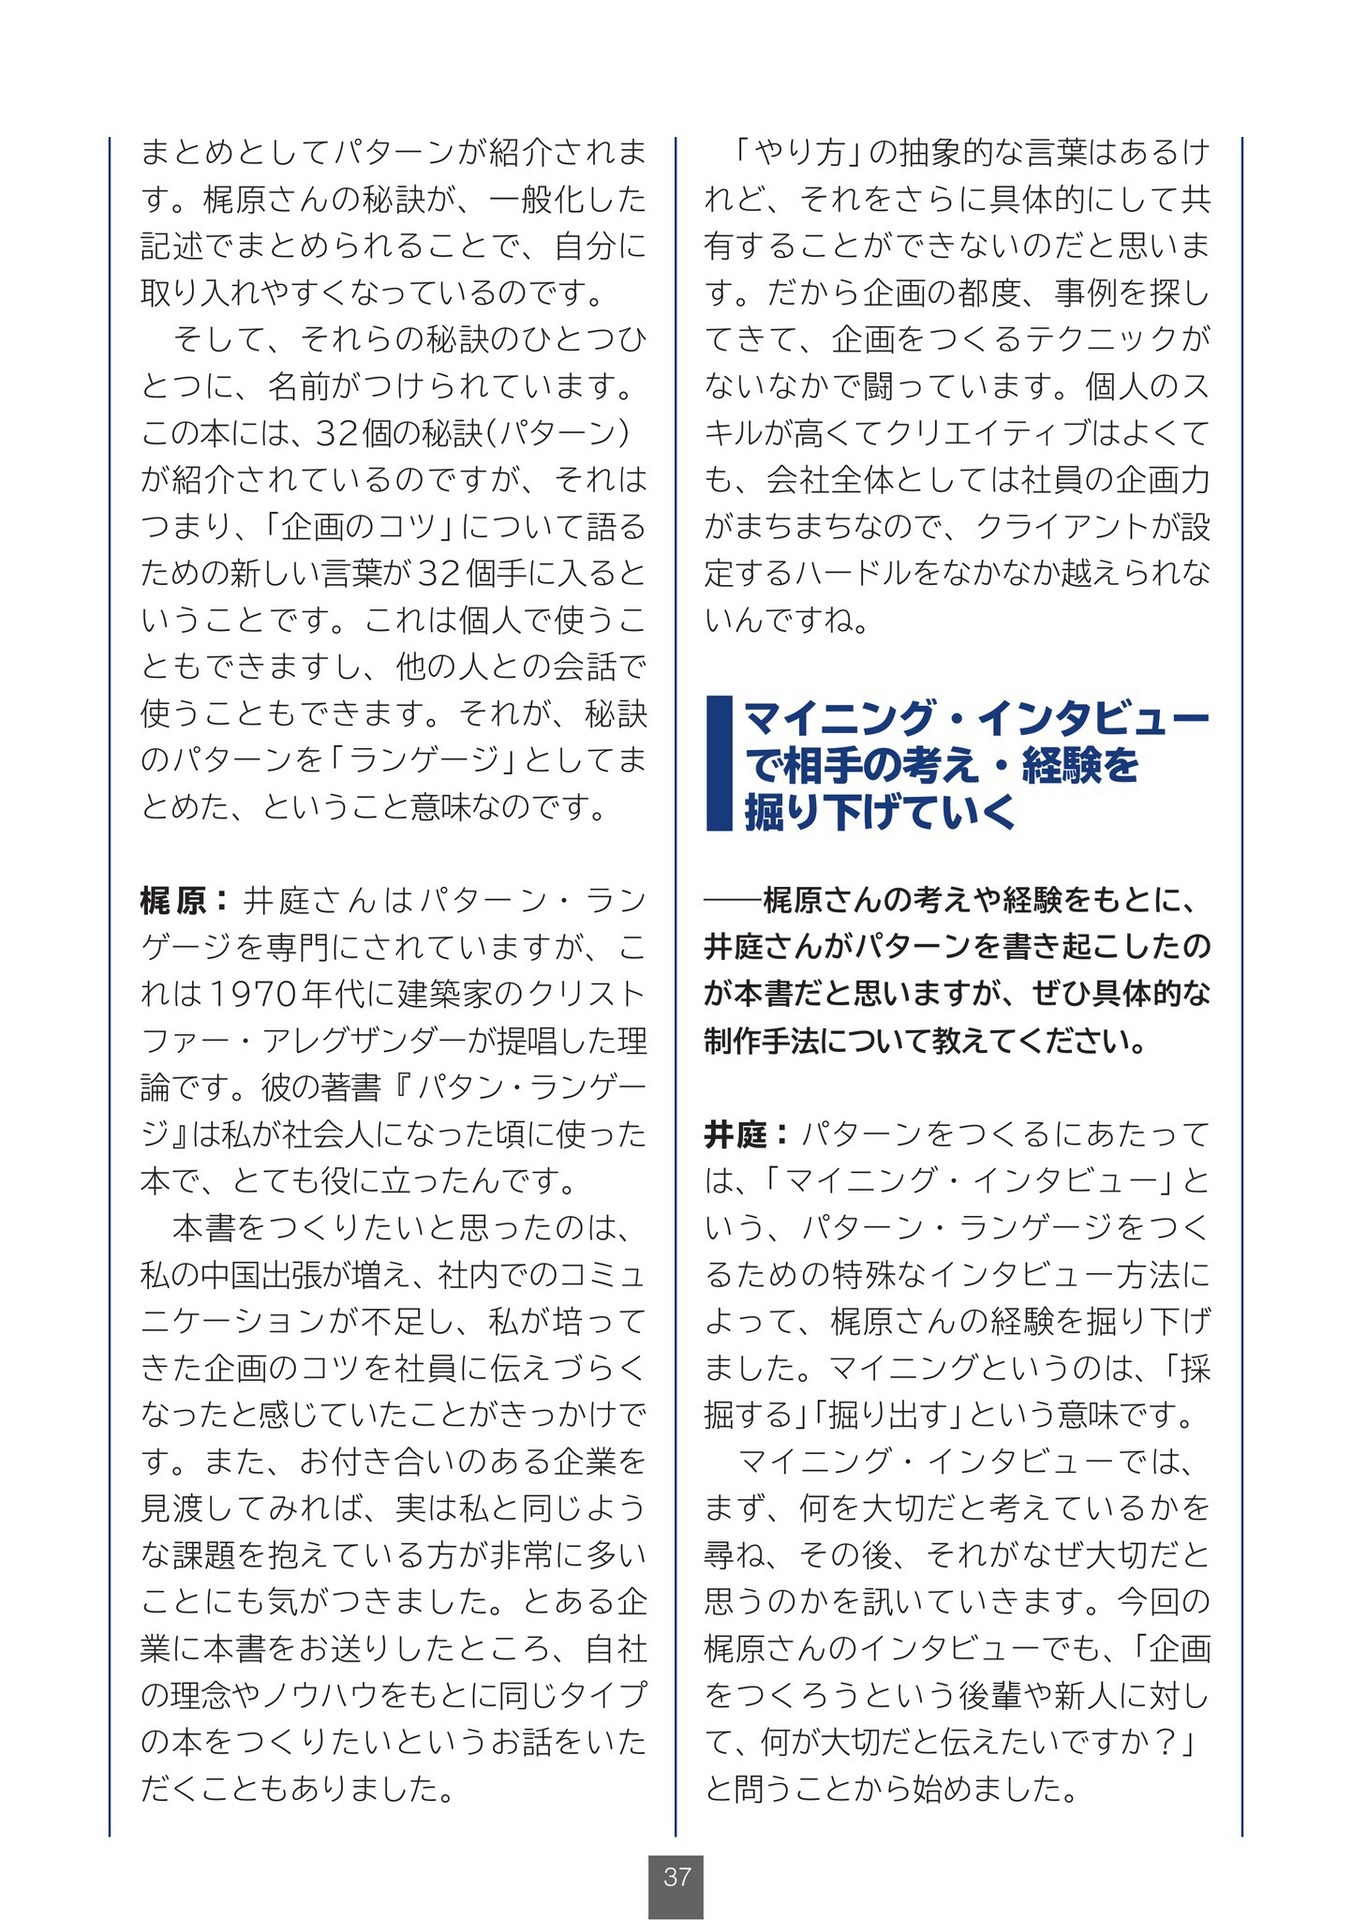 まとめとしてパターンが紹介されま
す。梶原さんの秘訣が、一般化した
記述でまとめられることで、自分に
取り入れやすくなっているのです。
そして、それらの秘訣のひとつひ
とつに、名前がつけられています。
この本には、32個の秘訣（パターン）
が紹介されているのですが、それは
つまり、「企画のコツ」について語る
ための新しい言葉が32個手に入ると
いうことです。これは個人で使うこ
ともできますし、他の人との会話で
使うこともできます。それが、秘訣
のパターンを「ランゲージ」としてま
とめた、ということ意味なのです。
梶原：井庭さんはパターン・ラン
ゲージを専門にされていますが、こ
れは1970年代に建築家のクリスト
ファー・アレグザンダーが提唱した理
論です。彼の著書『パタン・ランゲー
ジ』は私が社会人になった頃に使った
本で、とても役に立ったんです。
本書をつくりたいと思ったのは、
私の中国出張が増え、社内でのコミュ
ニケーションが不足し、私が培って
きた企画のコツを社員に伝えづらく
なったと感じていたことがきっかけで
す。また、お付き合いのある企業を
見渡してみれば、実は私と同じよう
な課題を抱えている方が非常に多い
ことにも気がつきました。とある企
業に本書をお送りしたところ、自社
の理念やノウハウをもとに同じタイプ
の本をつくりたいというお話をいた
だくこともありました。
「やり方」の抽象的な言葉はあるけ
れど、それをさらに具体的にして共
有することができないのだと思いま
す。だから企画の都度、事例を探し
てきて、企画をつくるテクニックが
ないなかで闘っています。個人のス
キルが高くてクリエイティブはよくて
も、会社全体としては社員の企画力
がまちまちなので、クライアントが設
定するハードルをなかなか越えられな
いんですね。
マイニング・インタビュー
で相手の考え・経験を
掘り下げていく
――梶原さんの考えや経験をもとに、
井庭さんがパターンを書き起こしたの
が本書だと思いますが、ぜひ具体的な
制作手法について教えてください。
井庭：パターンをつくるにあたって
は、「マイニング・インタビュー」と
いう、パターン・ランゲージをつく
るための特殊なインタビュー方法に
よって、梶原さんの経験を掘り下げ
ました。マイニングというのは、「採
掘する」「掘り出す」という意味です。
マイニング・インタビューでは、
まず、何を大切だと考えているかを
尋ね、その後、それがなぜ大切だと
思うのかを訊いていきます。今回の
梶原さんのインタビューでも、「企画
をつくろうという後輩や新人に対し
て、何が大切だと伝えたいですか？」
と問うことから始めました。
37